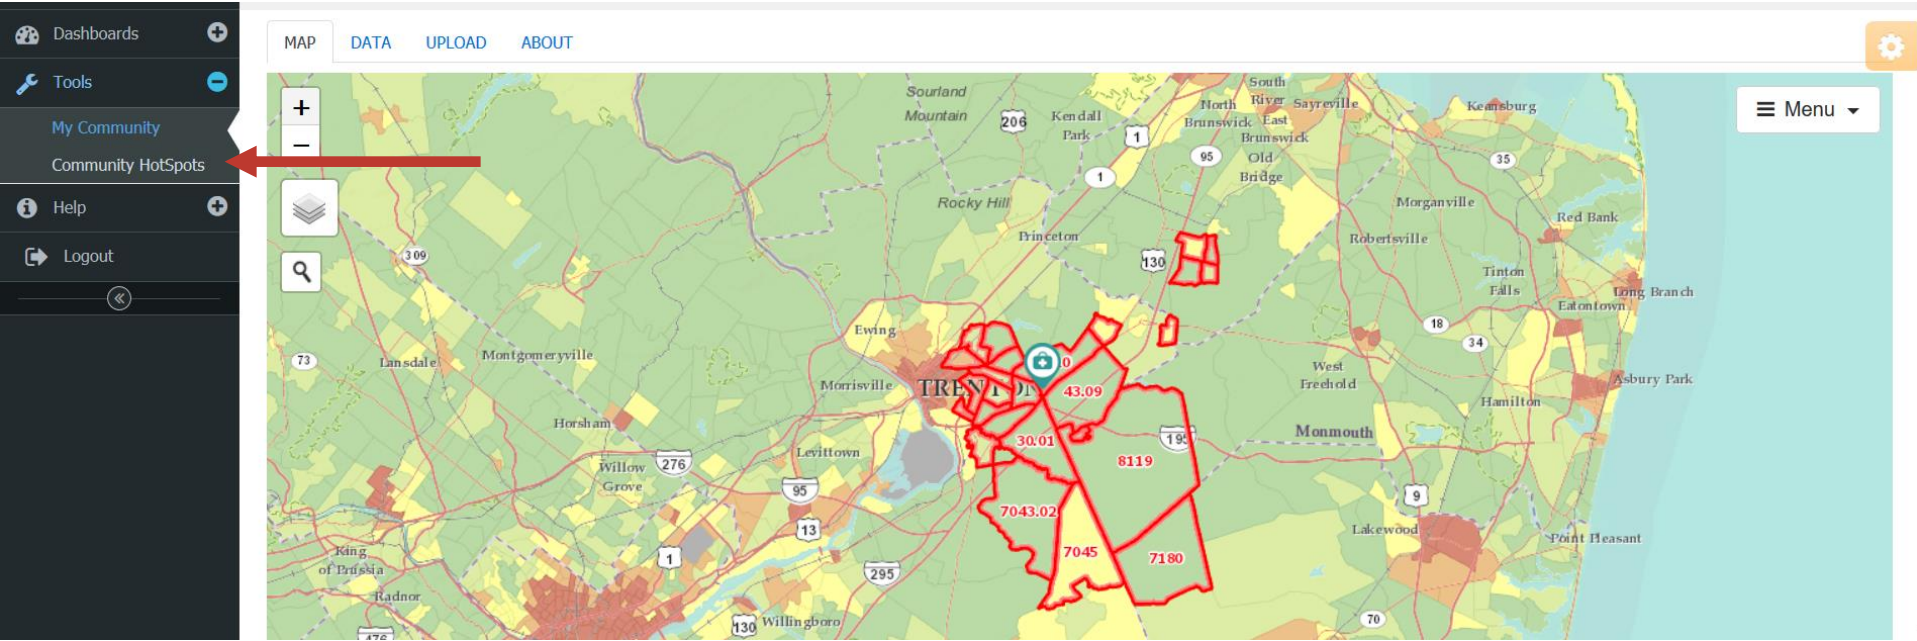 Dashboards
Tools
My Community
Community HotSpots
Help
Logout
MAP DATA UPLOAD ABOUT
+
−
Menu
Sourland
Mountain
206
Kendall
Park
1
South
River
Sayreville
North
Brunswick
East
Brunswick
Old
Bridge
95
1
Keansburg
35
Rocky Hill
Morganville
Red Bank
Princeton
130
Robertsville
309
Tinton
Falls
Long Branch
Eatontown
18
34
Ewing
73
Lansdale
Montgomeryville
West
Freehold
Morrisville
TRENTON
43.09
Asbury Park
Hamilton
Horsham
30.01
195
Monmouth
Levittown
8119
Willow
Grove
276
95
9
7043.02
13
Lakewood
Point Pleasant
King
of Prussia
1
7045
7180
295
Radnor
130
Willingboro
70
476